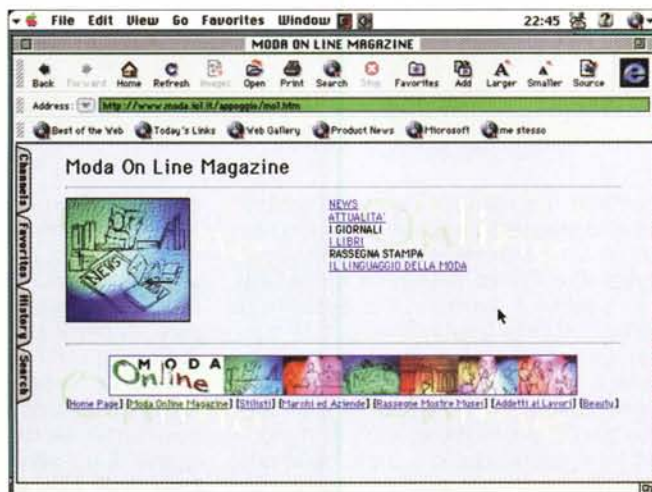 File Edit View Go Favorites Window 22:45
MODA ON LINE MAGAZINE
Back Forward Home Refresh Images Open Print Search Stop Favorites Add Larger Smaller Source
Address: http://www.moda.iol.it/appoggio/mo1.htm
Best of the Web Today's Links Web Gallery Product News Microsoft me stesso
Channels
Favorites
History
Search
Moda On Line Magazine
NEWS
NEWS
ATTUALITA'
I GIORNALI
I LIBRI
RASSEGNA STAMPA
IL LINGUAGGIO DELLA MODA
MODA
Online
[Home Page] [Moda Online Magazine] [Stilisti] [Marchi ed Aziende] [Rassegne Mostre Musei] [Addetti ai Lavori] [Beauty]